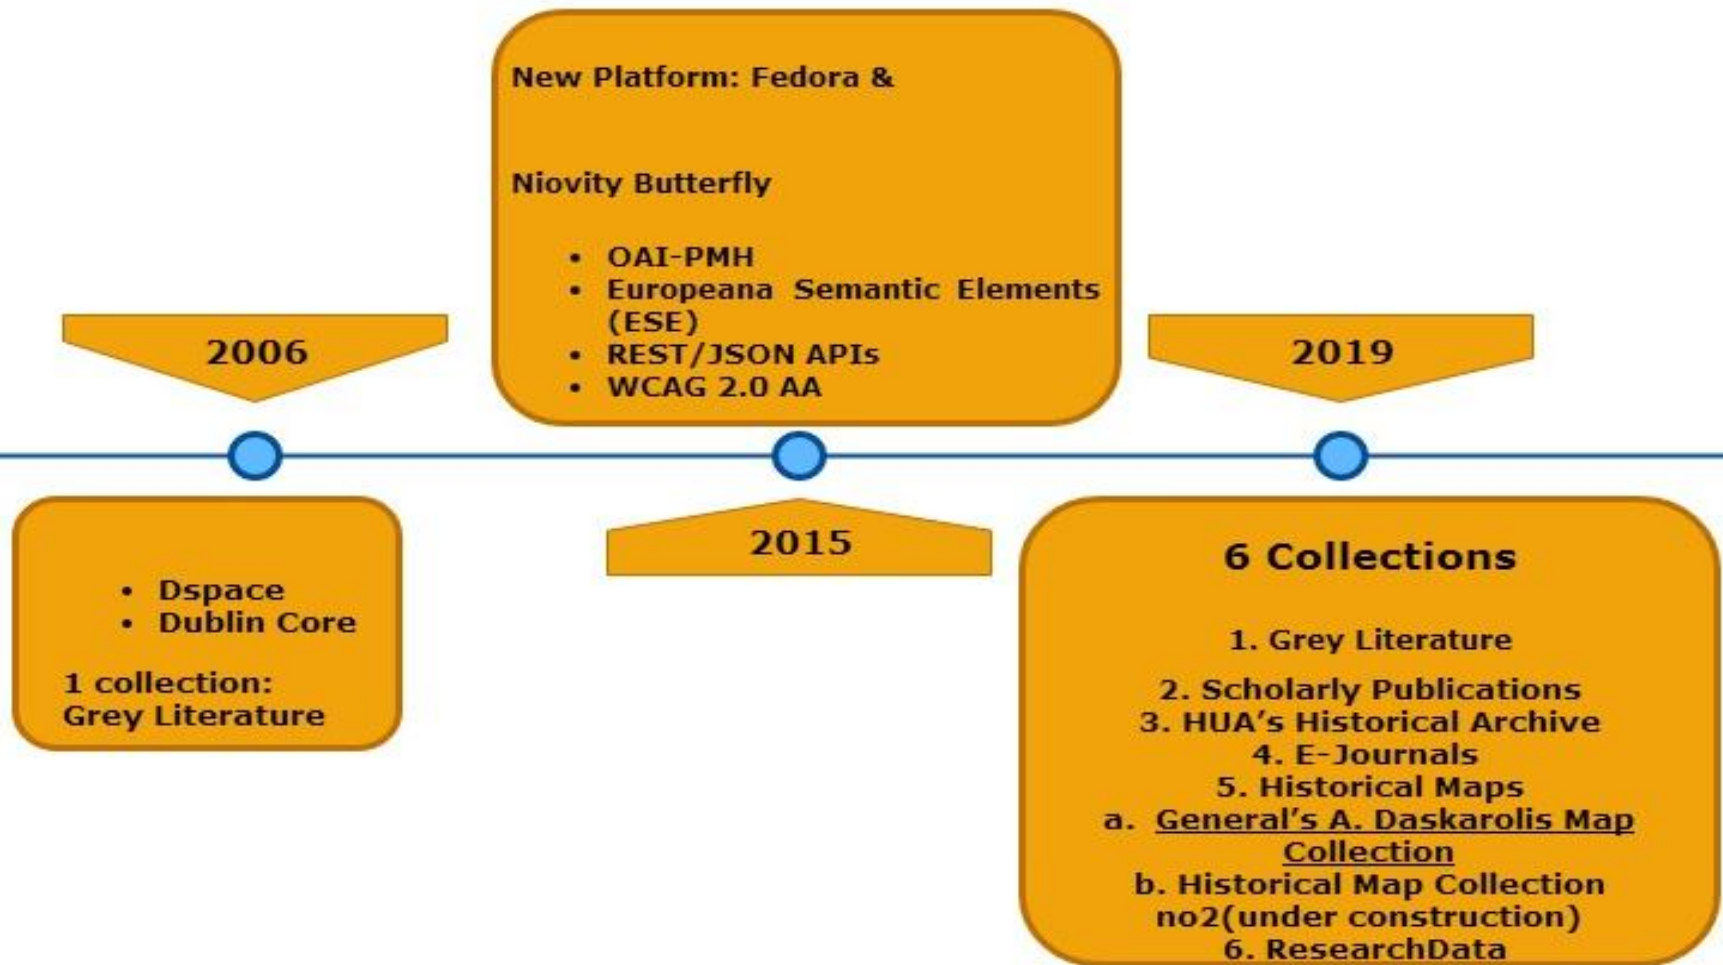 2006
• Dspace
• Dublin Core
1 collection:
Grey Literature
New Platform: Fedora &
Niovity Butterfly
• OAI-PMH
• Europeana Semantic Elements
(ESE)
• REST/JSON APIs
• WCAG 2.0 AA
2015
2019
6 Collections
1. Grey Literature
2. Scholarly Publications
3. HUA’s Historical Archive
4. E-Journals
5. Historical Maps
a. General’s A. Daskarolis Map
Collection
b. Historical Map Collection
no2(under construction)
6. ResearchData